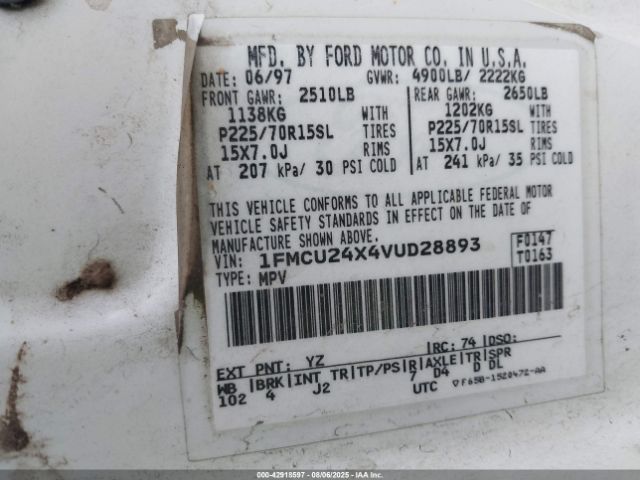 MFD. BY FORD MOTOR CO. IN U.S.A.
DATE: 06/97 GVWR: 4900LB/ 2222KG
FRONT GAWR: 2510LB REAR GAWR: 2650LB
1138KG WITH 1202KG WITH
P225/70R15SL TIRES P225/70R15SL TIRES
15X7.0J RIMS 15X7.0J RIMS
AT 207 kPa/ 30 PSI COLD AT 241 kPa/ 35 PSI COLD
THIS VEHICLE CONFORMS TO ALL APPLICABLE FEDERAL MOTOR
VEHICLE SAFETY STANDARDS IN EFFECT ON THE DATE OF
MANUFACTURE SHOWN ABOVE.
VIN: 1FMCU24X4VUD28893 F0147
TYPE: MPV T0163
EXT PNT: YZ RC: 74 DSO:
WB BRK INT TR TP/PS R AXLE TR SPR
102 4 J2 7 D4 D DL
UTC ▽F65B-1520472-AA
000-42918597 - 08/06/2025 - IAAI.COM